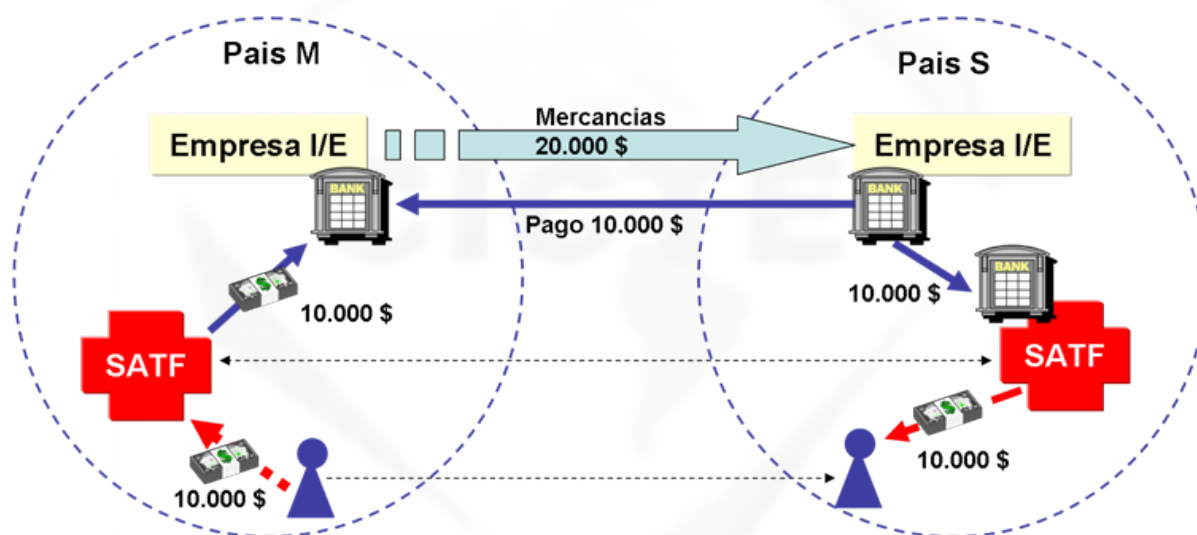 Pais M
Pais S
Mercancias
Empresa I/E
20.000 $
Empresa I/E
BANK
BANK
Pago 10.000 $
BANK
10.000 $
10.000 $
SATF
SATF
10.000 $
10.000 $